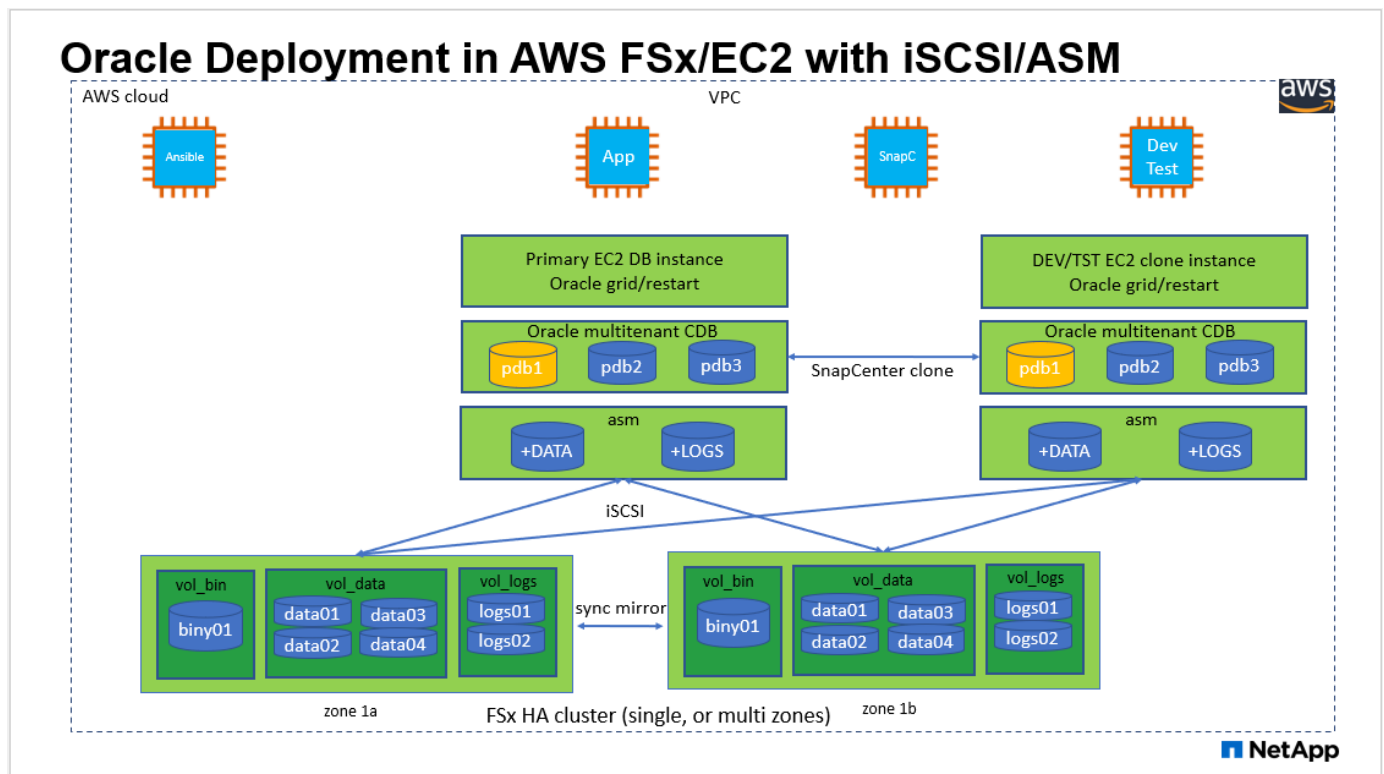 Oracle Deployment in AWS FSx/EC2 with iSCSI/ASM
AWS cloud
VPC
aws
Ansible
App
SnapC
Dev
Test
Primary EC2 DB instance
Oracle grid/restart
DEV/TST EC2 clone instance
Oracle grid/restart
Oracle multitenant CDB
pdb1
pdb2
pdb3
SnapCenter clone
Oracle multitenant CDB
pdb1
pdb2
pdb3
asm
+DATA
+LOGS
asm
+DATA
+LOGS
iSCSI
vol_bin
biny01
vol_data
data01
data03
data02
data04
vol_logs
logs01
logs02
sync mirror
vol_bin
biny01
vol_data
data01
data03
data02
data04
vol_logs
logs01
logs02
zone 1a
FSx HA cluster (single, or multi zones)
zone 1b
NetApp